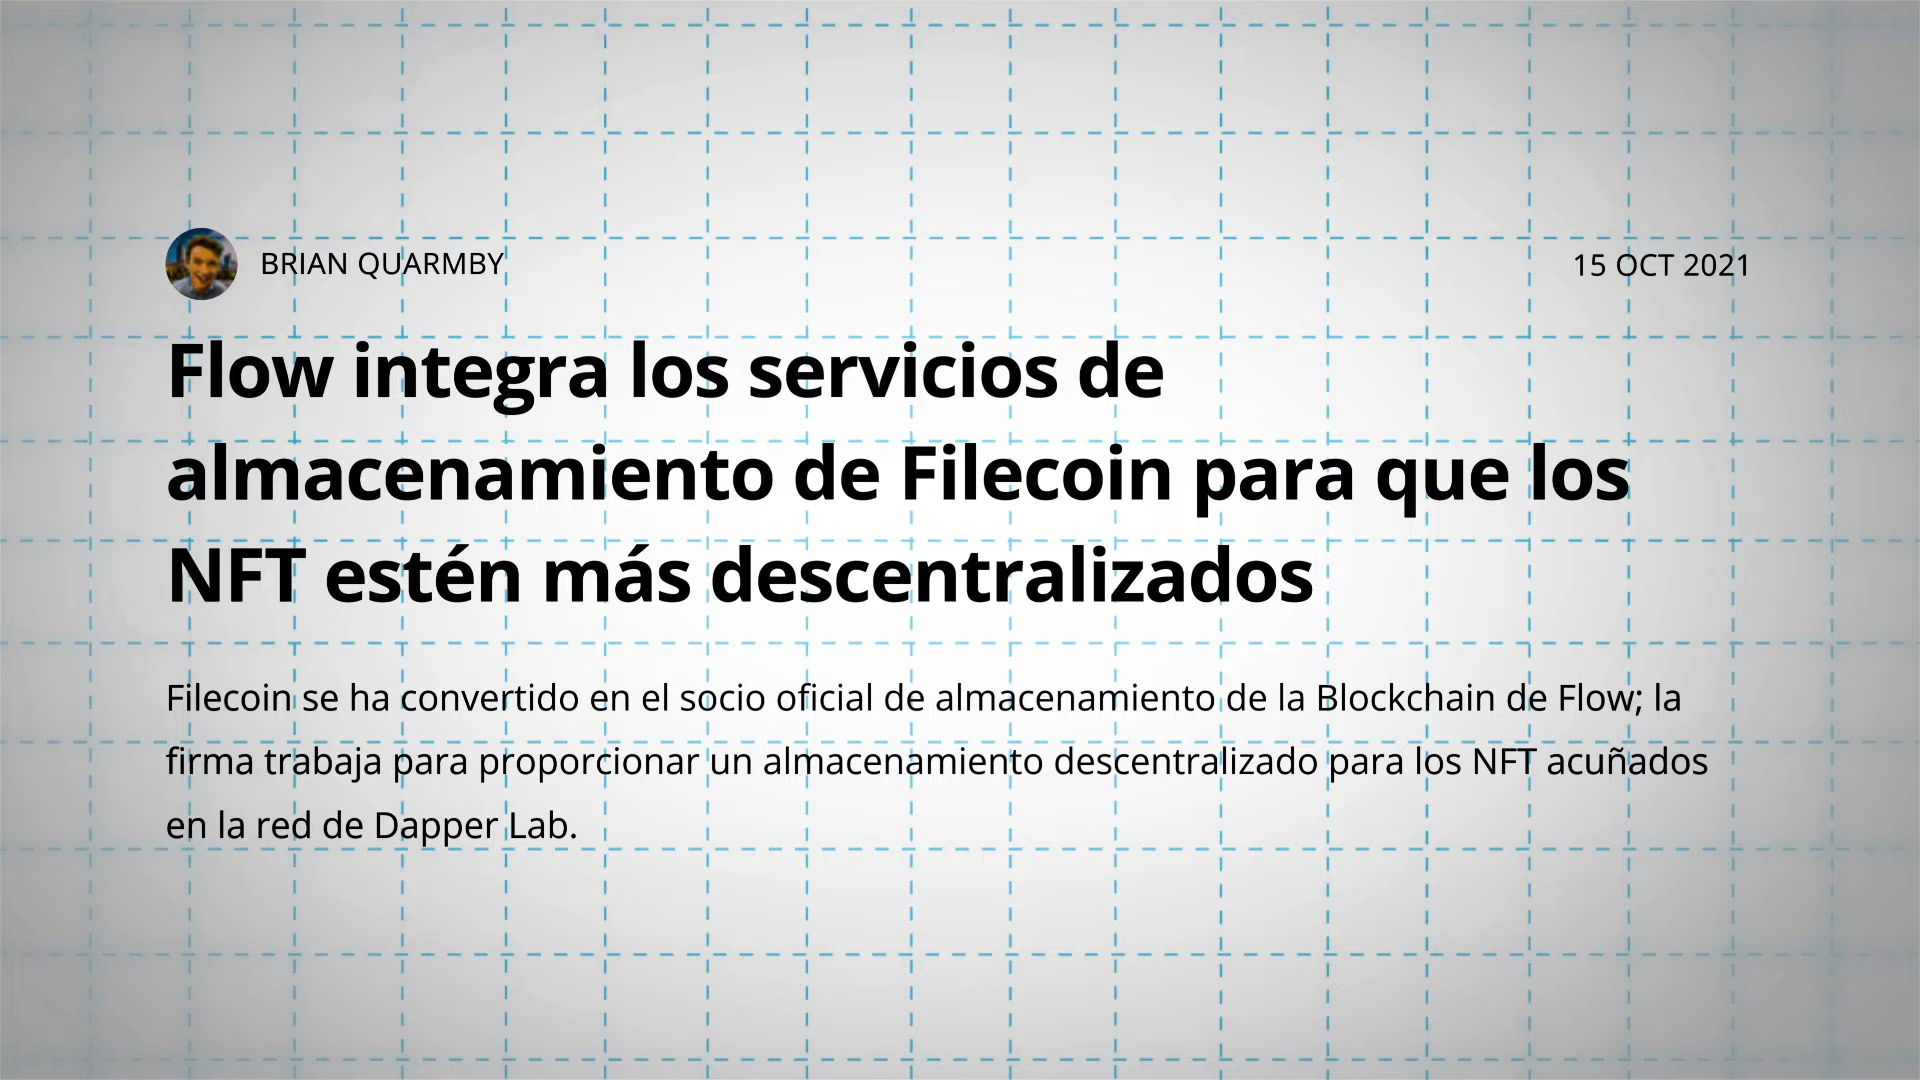 BRIAN QUARMBY
15 OCT 2021
Flow integra los servicios de
almacenamiento de Filecoin para que los
NFT estén más descentralizados
Filecoin se ha convertido en el socio oficial de almacenamiento de la Blockchain de Flow; la
firma trabaja para proporcionar un almacenamiento descentralizado para los NFT acuñados
en la red de Dapper Lab.